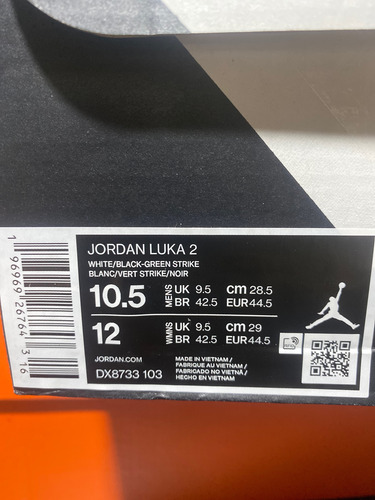 JORDAN LUKA 2
WHITE/BLACK-GREEN STRIKE
BLANC/VERT STRIKE/NOIR
10.5 MENS UK 9.5 CM 28.5
BR 42.5 EUR 44.5
12 WMNS UK 9.5 CM 29
BR 42.5 EUR 44.5
JORDAN.COM
DX8733 103
MADE IN VIETNAM /
FABRIQUE AU VIETNAM /
FABRICADO NO VIETNÃ /
HECHO EN VIETNAM
1 96969 26764 3 16